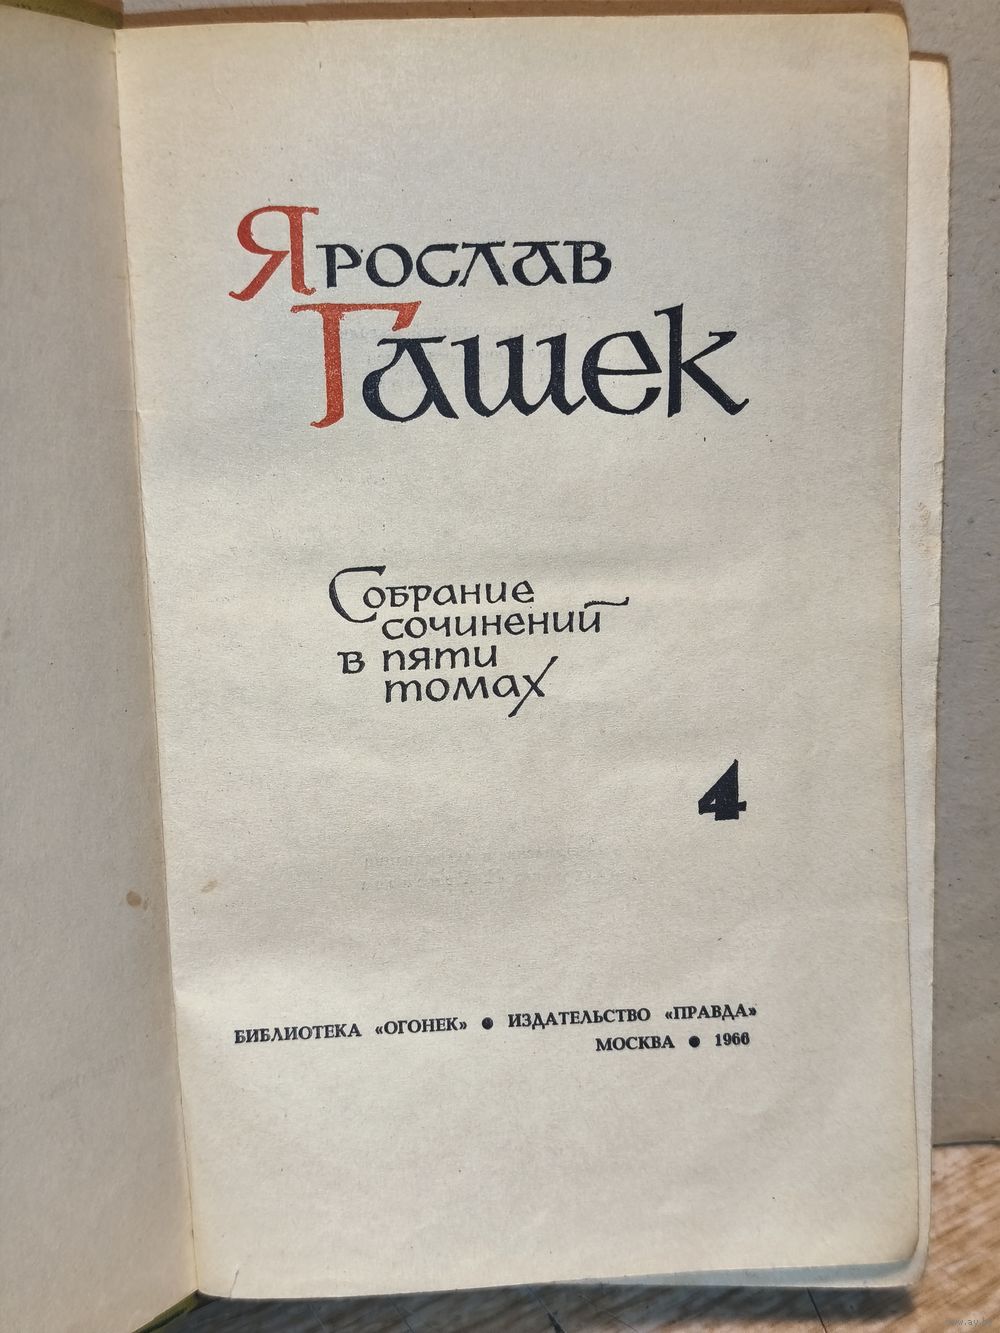 Ярослав
Гашек
Собрание
сочинений
в пяти
томах
4
БИБЛИОТЕКА «ОГОНЕК» ● ИЗДАТЕЛЬСТВО «ПРАВДА»
МОСКВА ● 1966